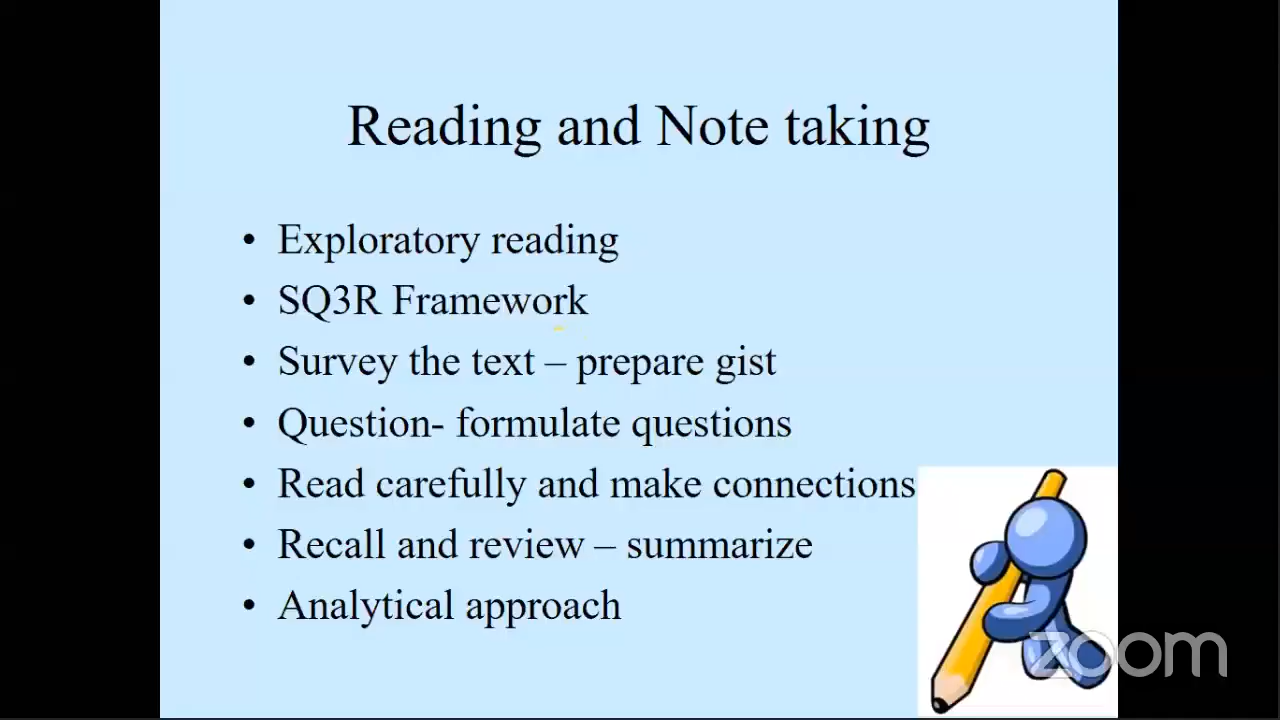 Reading and Note taking
• Exploratory reading
• SQ3R Framework
• Survey the text – prepare gist
• Question- formulate questions
• Read carefully and make connections
• Recall and review – summarize
• Analytical approach
zoom